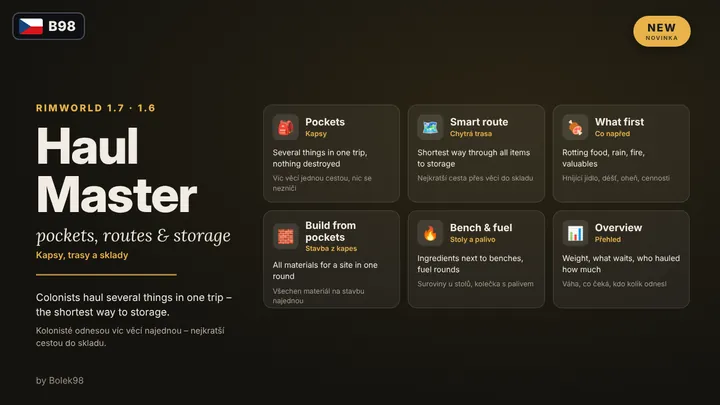 B98
NEW
NOVINKA
RIMWORLD 1.7 · 1.6
Haul
Master
pockets, routes & storage
Kapsy, trasy a sklady
Colonists haul several things in one trip –
the shortest way to storage.
Kolonisté odnesou víc věcí najednou – nejkratší
cestou do skladu.
by Bolek98
Pockets
Kapsy
Several things in one trip,
nothing destroyed
Víc věcí jednou cestou, nic se
nezničí
Smart route
Chytrá trasa
Shortest way through all items
to storage
Nejkratší cesta přes věci do skladu
What first
Co napřed
Rotting food, rain, fire,
valuables
Hnijící jídlo, déšť, oheň, cennosti
Build from
pockets
Stavba z kapes
All materials for a site in one
round
Všechen materiál na stavbu
najednou
Bench & fuel
Stoly a palivo
Ingredients next to benches,
fuel rounds
Suroviny u stolů, kolečka s palivem
Overview
Přehled
Weight, what waits, who hauled
how much
Váha, co čeká, kdo kolik odnesl